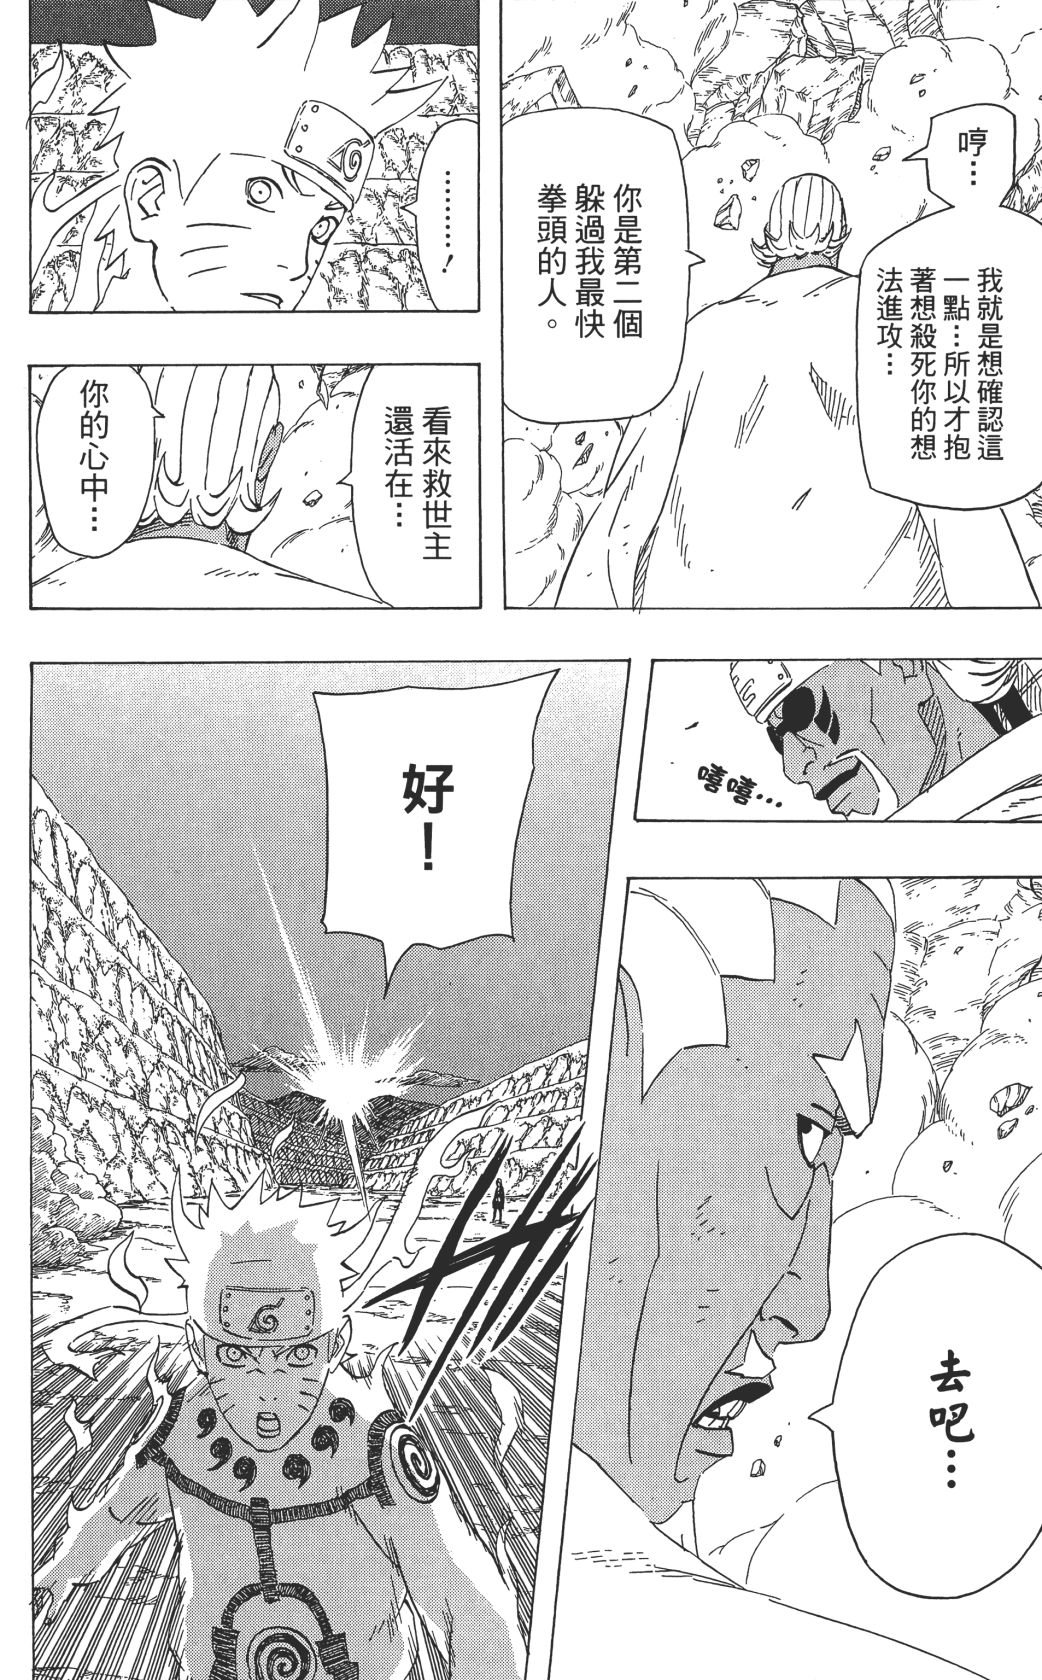 哼…
我就是想確認這
一點…所以才抱
著想殺死你的想
法進攻…
你是第二個
躲過我最快
拳頭的人。
………！
看來救世主
還活在…
你的心中…
嘻嘻…
去吧…
好！